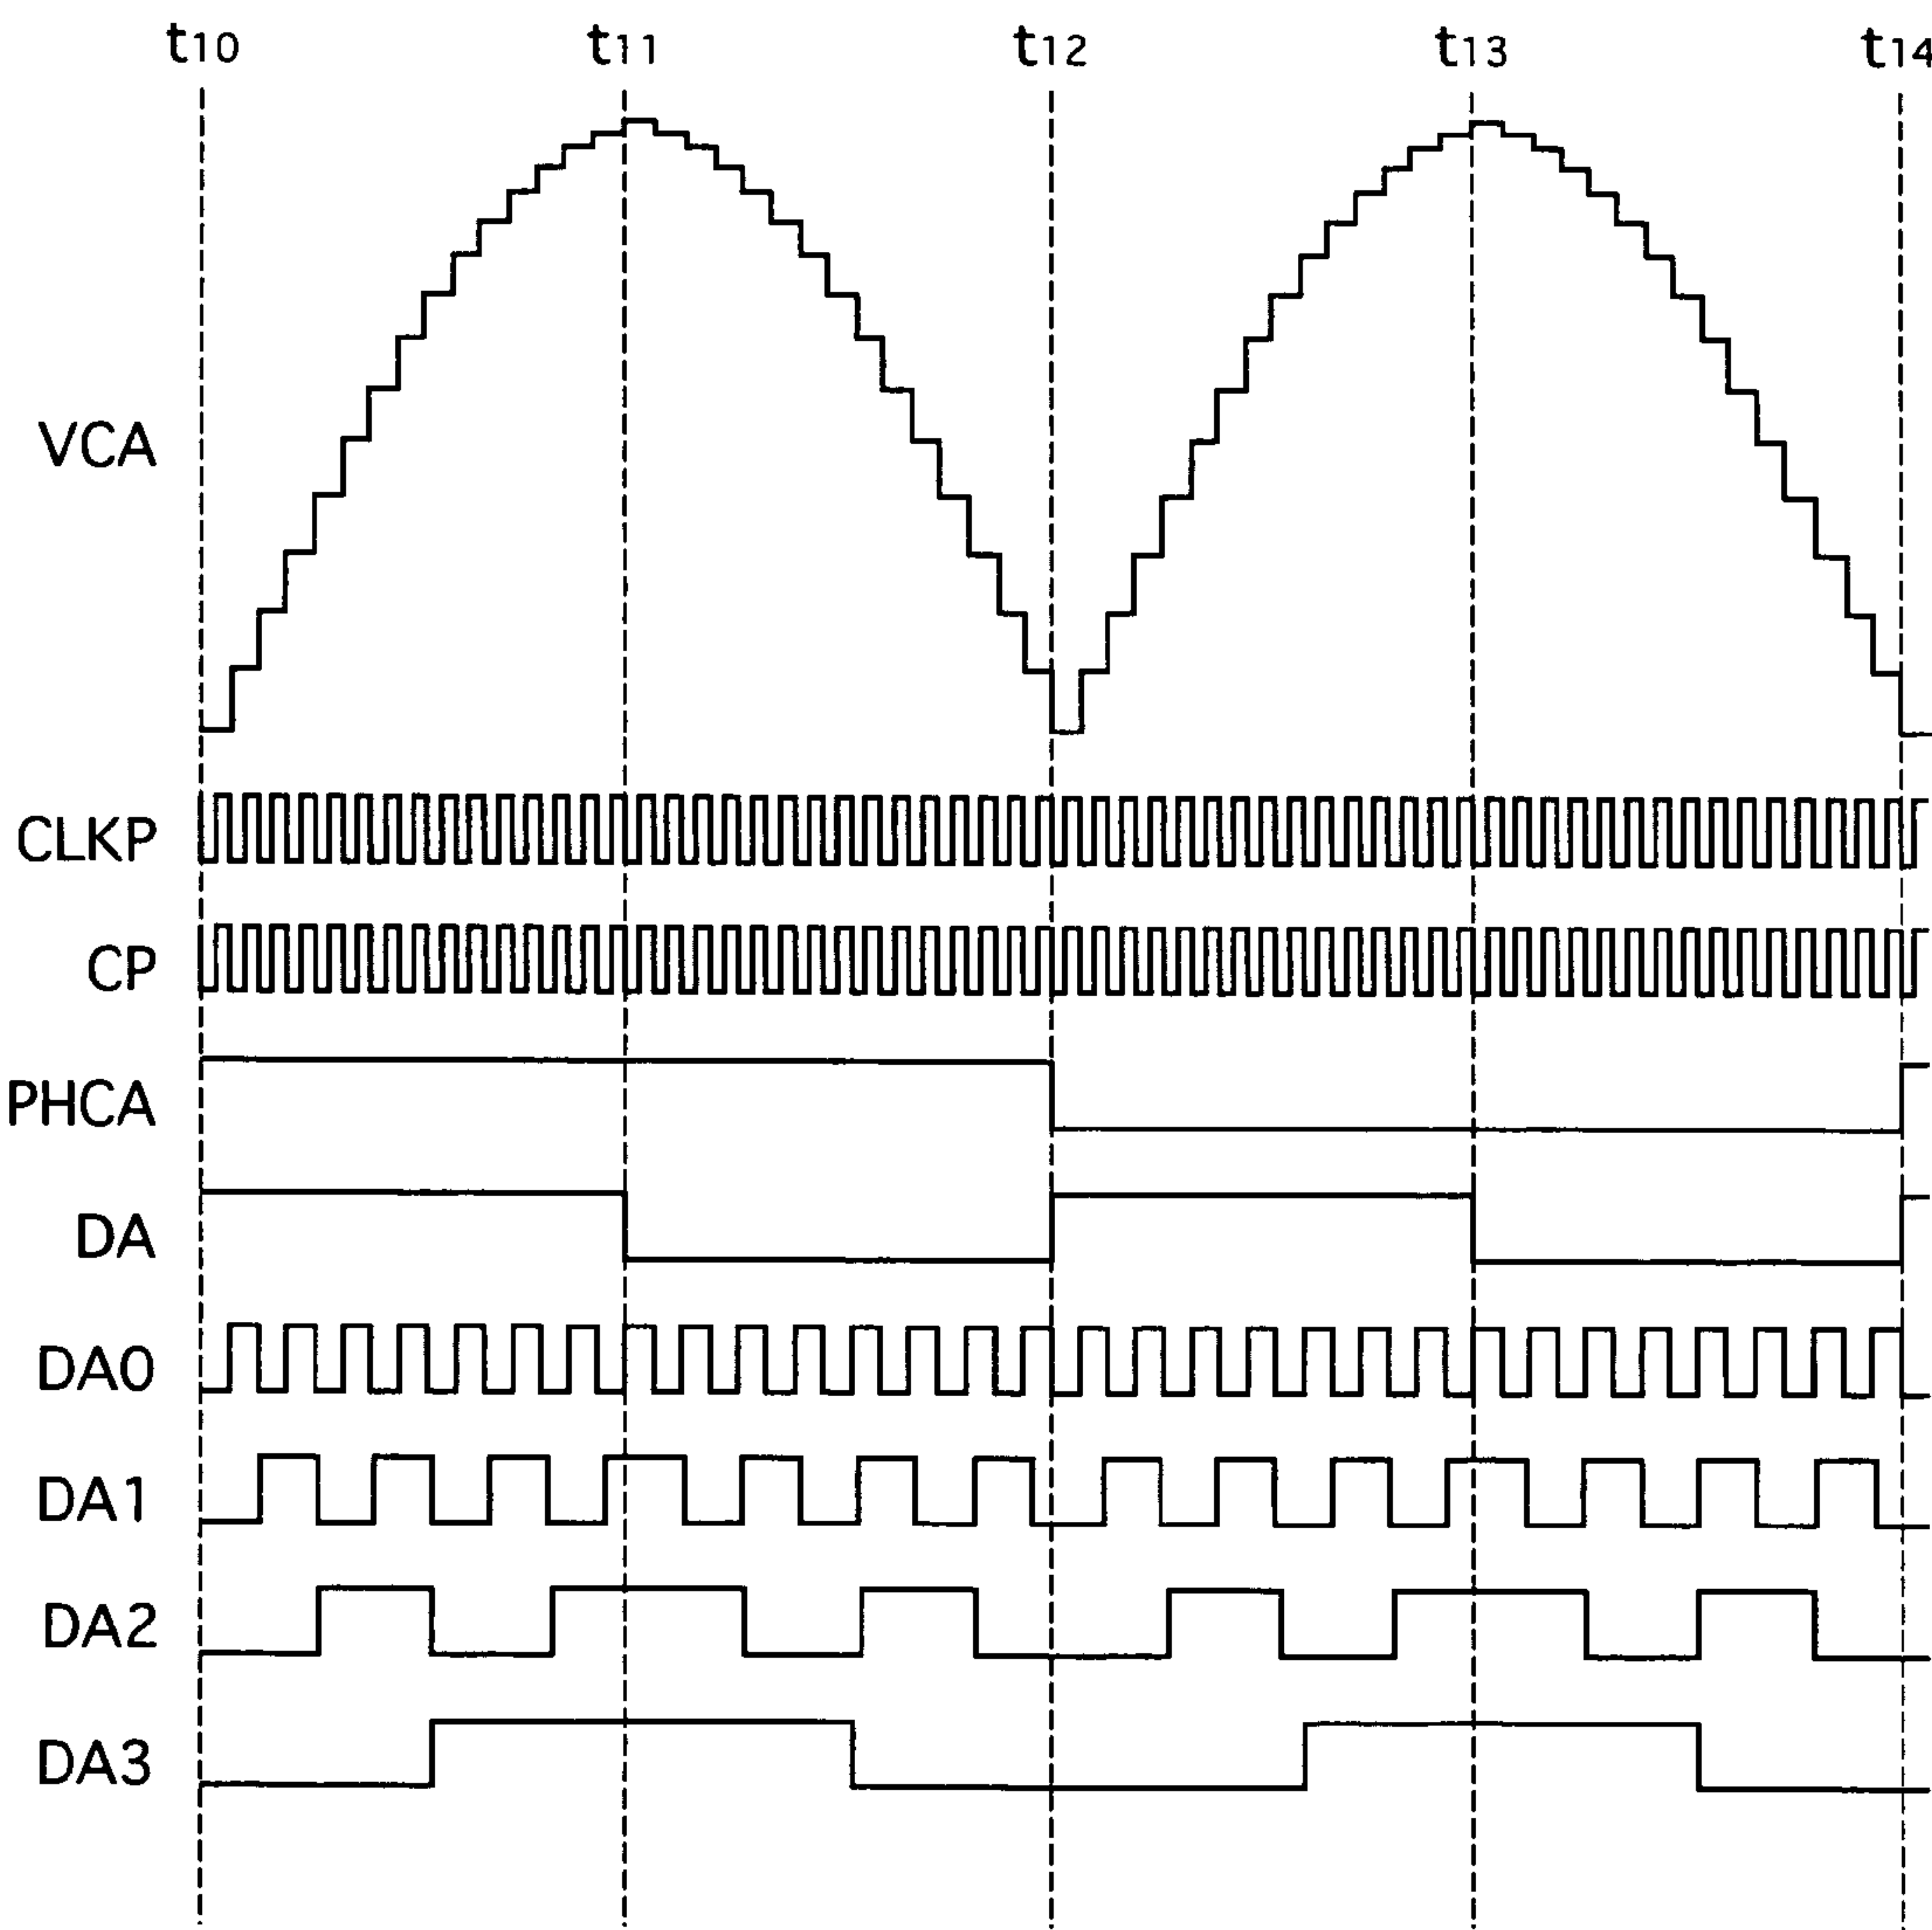 t10 t11 t12 t13 t14
VCA
CLKP
CP
PHCA
DA
DA0
DA1
DA2
DA3